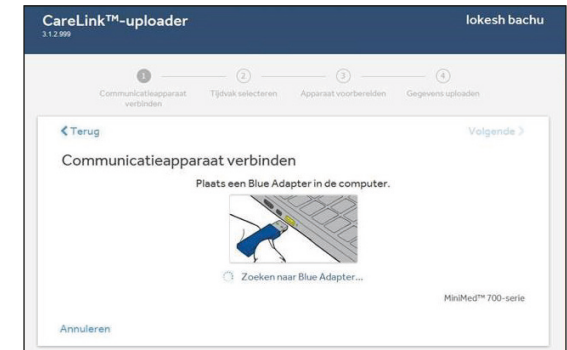 CareLink™-uploader
lokesh bachu
3.1.2.999
1
2
3
4
Communicatieapparaat verbinden
Tijdvak selecteren
Apparaat voorbereiden
Gegevens uploaden
Terug
Volgende
Communicatieapparaat verbinden
Plaats een Blue Adapter in de computer.
Zoeken naar Blue Adapter...
MiniMed™ 700-serie
Annuleren